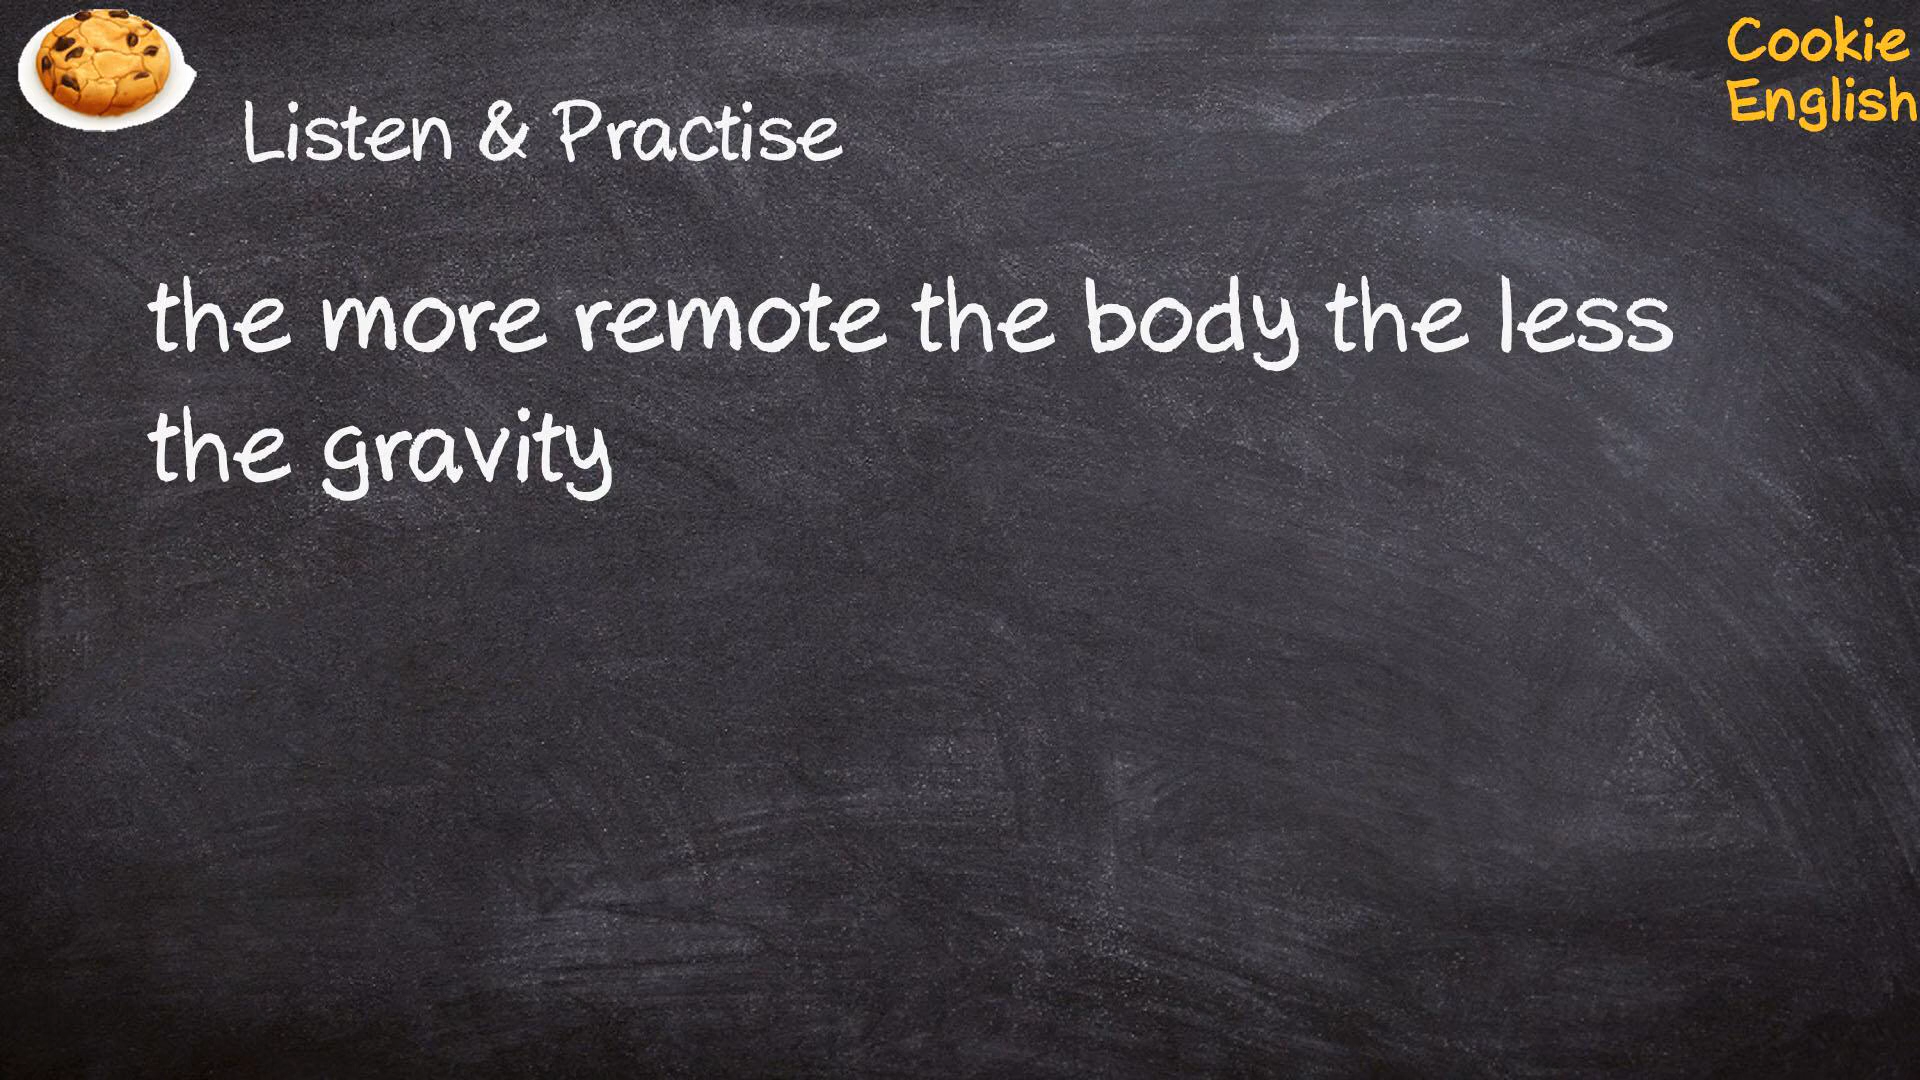 Cookie
English
Listen & Practise
the more remote the body the less
the gravity